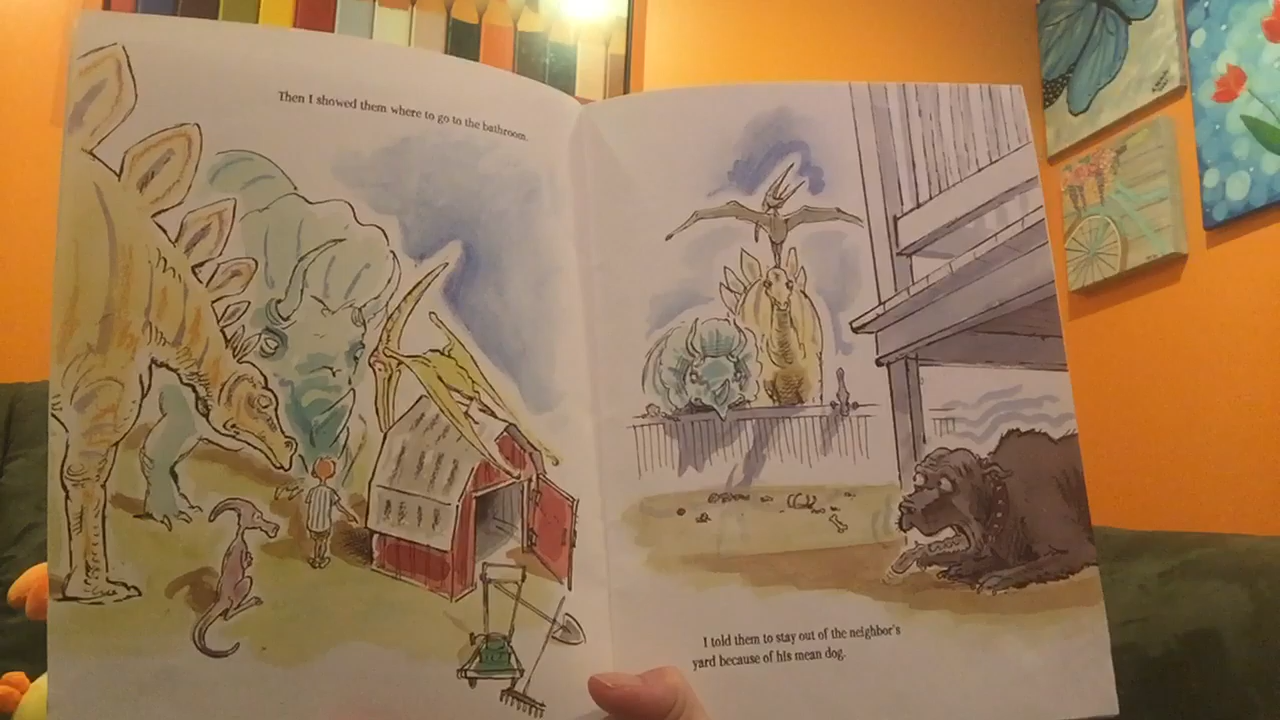 Then I showed them where to go to the bathroom.
I told them to stay out of the neighbor's
yard because of his mean dog.